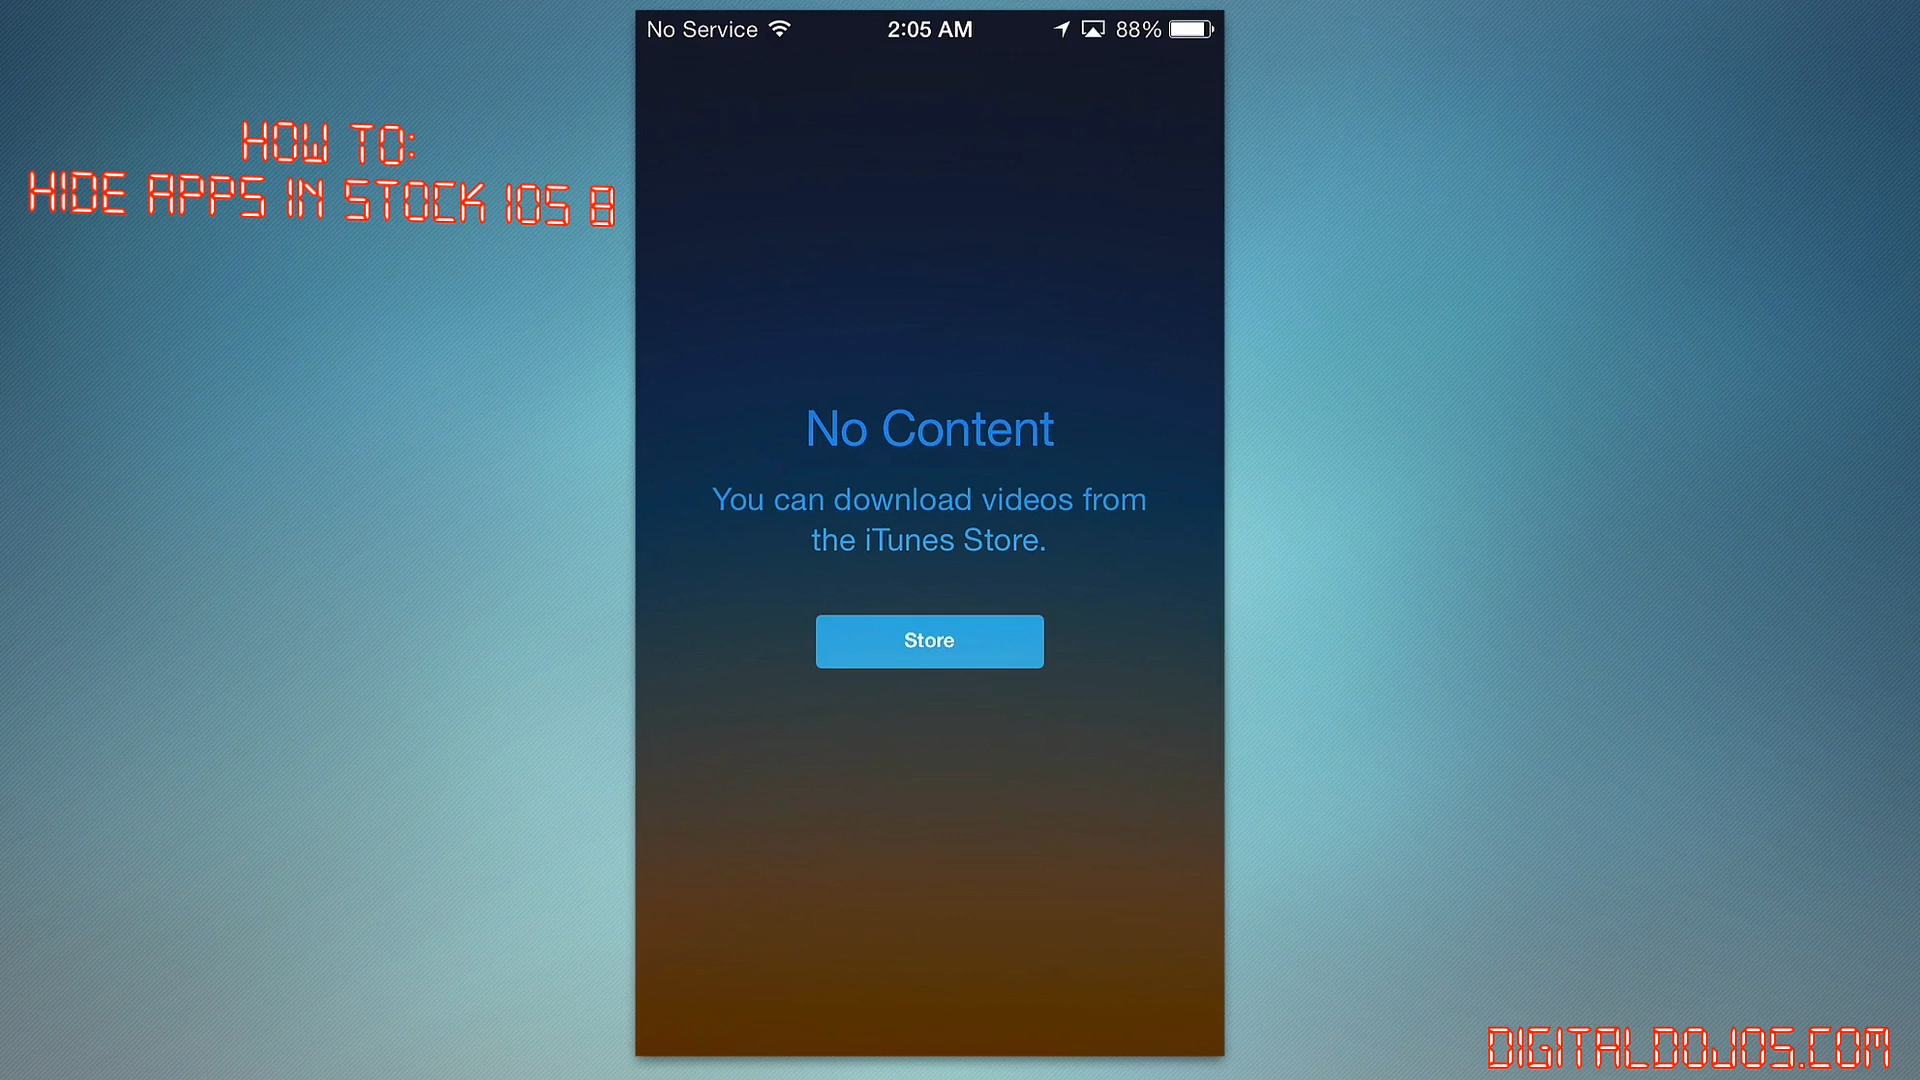 No Service
2:05 AM
88%
HOW TO:
HIDE APPS IN STOCK IOS 8
No Content
You can download videos from
the iTunes Store.
Store
DIGITALDOJOS.COM